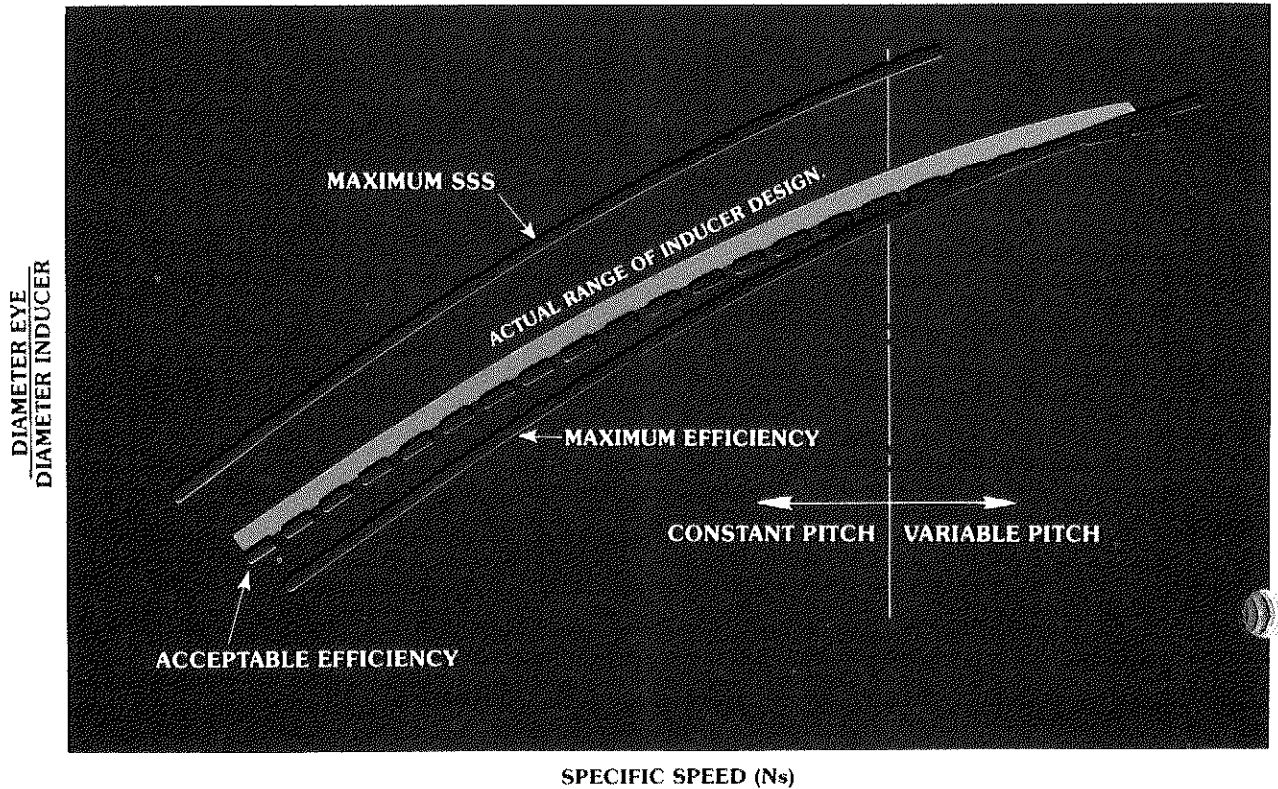 MAXIMUM SSS
ACTUAL RANGE OF INDUCER DESIGN.
DIAMETER EYE
DIAMETER INDUCER
MAXIMUM EFFICIENCY
CONSTANT PITCH
VARIABLE PITCH
ACCEPTABLE EFFICIENCY
SPECIFIC SPEED (Ns)